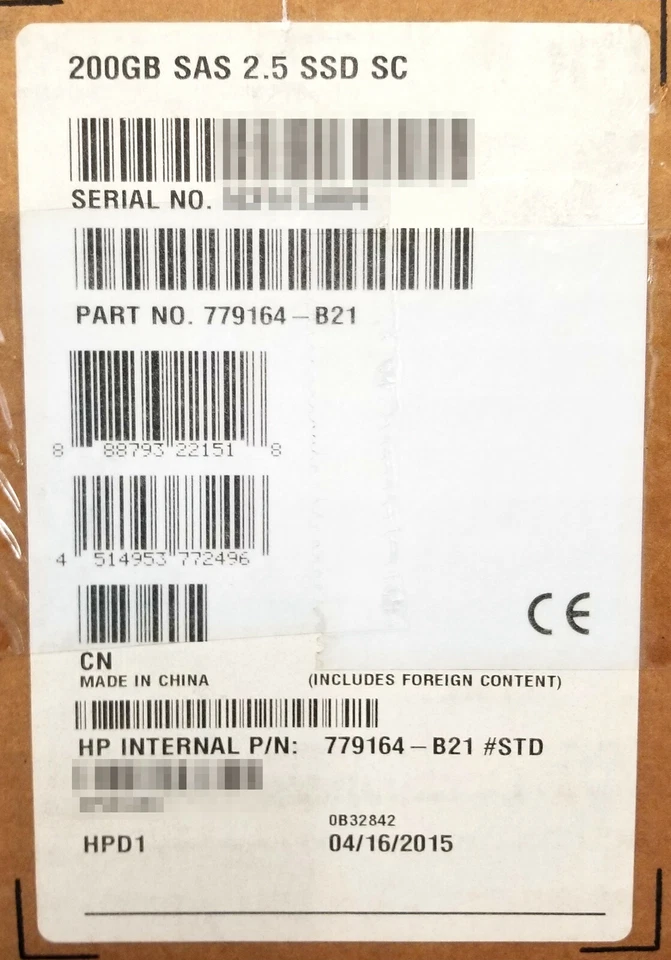 200GB SAS 2.5 SSD SC
SERIAL NO.
PART NO. 779164-B21
8 88793 22151 8
4 514953 772496
CE
CN
MADE IN CHINA (INCLUDES FOREIGN CONTENT)
HP INTERNAL P/N: 779164-B21 #STD
0B32842
HPD1 04/16/2015